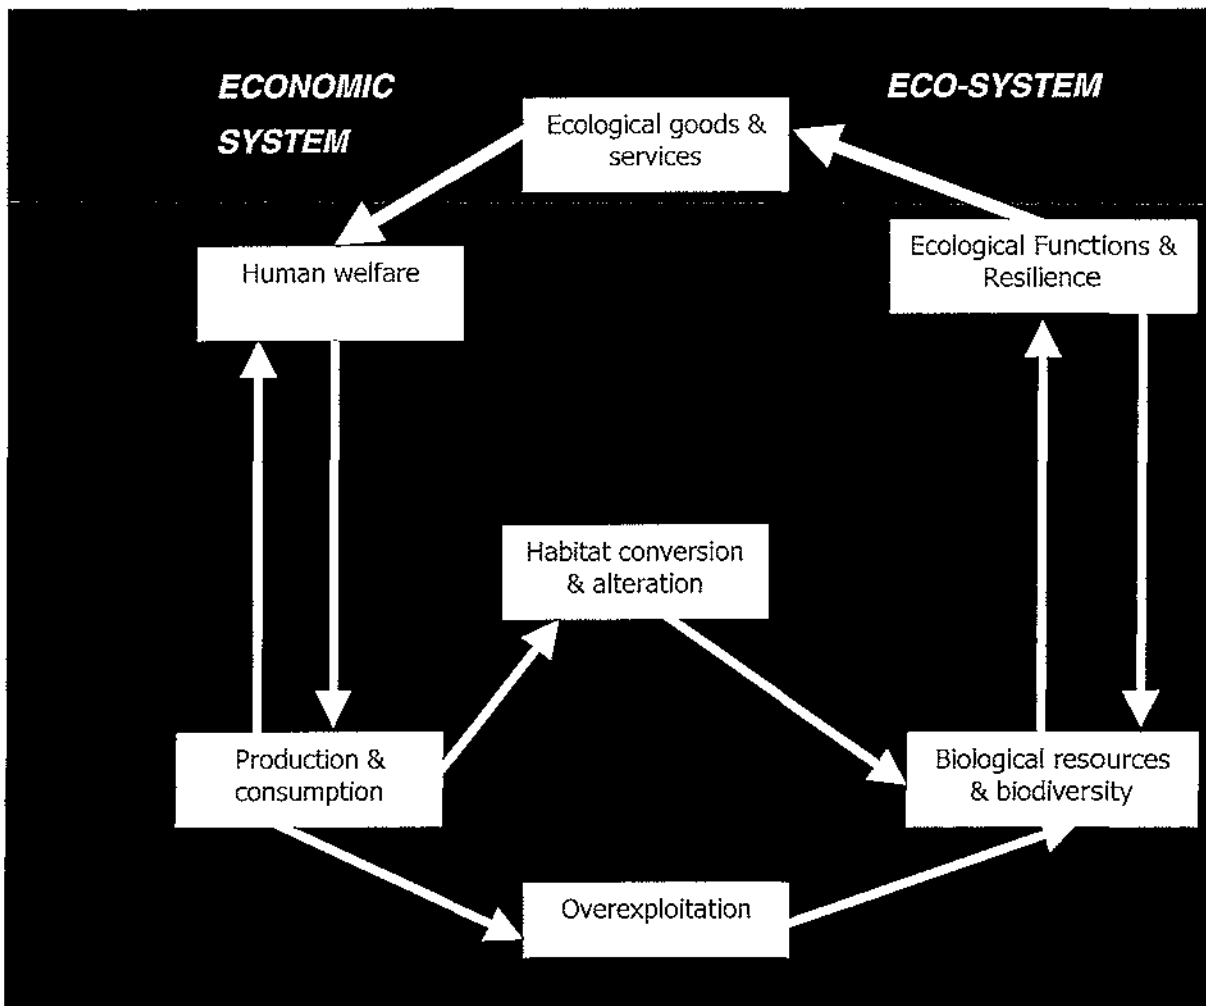 ECONOMIC
SYSTEM
ECO-SYSTEM
Ecological goods &
services
Human welfare
Ecological Functions &
Resilience
Habitat conversion
& alteration
Production &
consumption
Biological resources
& biodiversity
Overexploitation